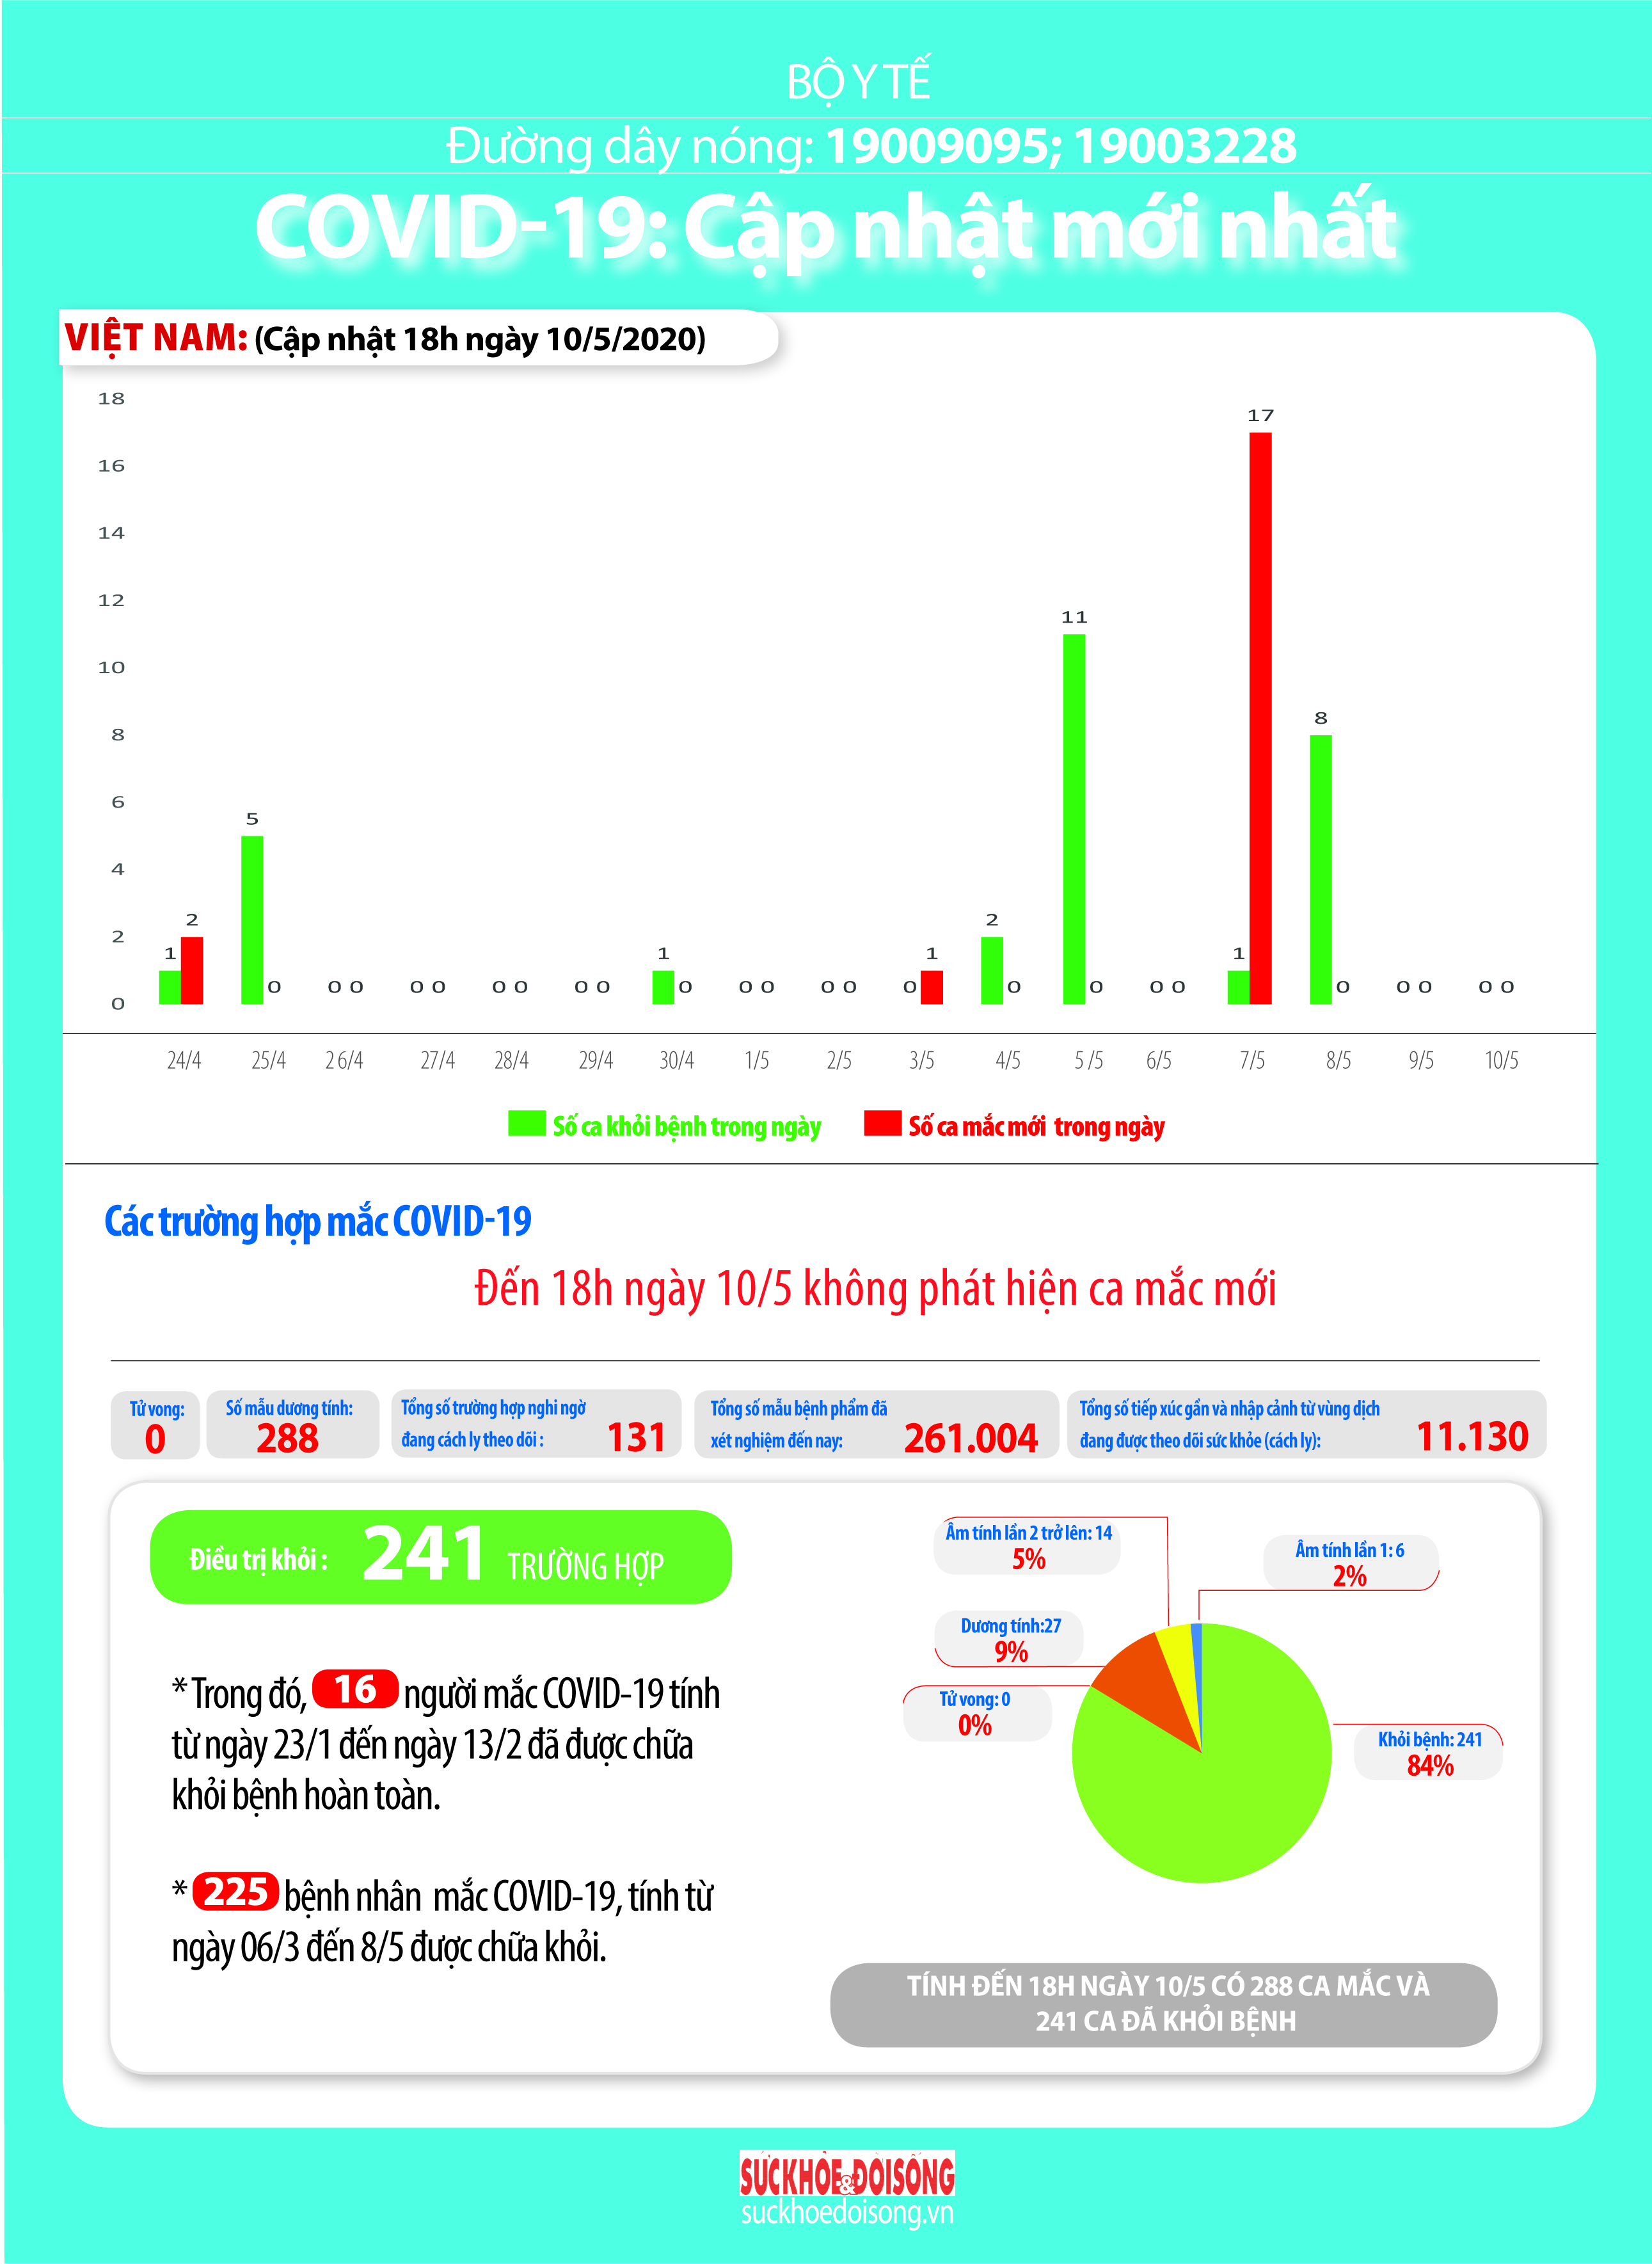 BỘ Y TẾ
Đường dây nóng: 19009095; 19003228
COVID-19: Cập nhật mới nhất
VIỆT NAM: (Cập nhật 18h ngày 10/5/2020)
18
16
14
12
10
8
6
4
2
0
1 2
5 0
0 0
0 0
0 0
0 0
1 0
0 0
0 0
0 1
2 0
11 0
0 0
1 17
8 0
0 0
0 0
24/4 25/4 2 6/4 27/4 28/4 29/4 30/4 1/5 2/5 3/5 4/5 5 /5 6/5 7/5 8/5 9/5 10/5
Số ca khỏi bệnh trong ngày
Số ca mắc mới trong ngày
Các trường hợp mắc COVID-19
Đến 18h ngày 10/5 không phát hiện ca mắc mới
Tử vong:
0
Số mẫu dương tính:
288
Tổng số trường hợp nghi ngờ
đang cách ly theo dõi : 131
Tổng số mẫu bệnh phẩm đã
xét nghiệm đến nay: 261.004
Tổng số tiếp xúc gần và nhập cảnh từ vùng dịch
đang được theo dõi sức khỏe (cách ly): 11.130
Điều trị khỏi : 241 TRƯỜNG HỢP
* Trong đó, 16 người mắc COVID-19 tính
từ ngày 23/1 đến ngày 13/2 đã được chữa
khỏi bệnh hoàn toàn.
* 225 bệnh nhân mắc COVID-19, tính từ
ngày 06/3 đến 8/5 được chữa khỏi.
Âm tính lần 2 trở lên: 14
5%
Âm tính lần 1: 6
2%
Dương tính:27
9%
Tử vong: 0
0%
Khỏi bệnh: 241
84%
TÍNH ĐẾN 18H NGÀY 10/5 CÓ 288 CA MẮC VÀ
241 CA ĐÃ KHỎI BỆNH
SỨC KHỎE & ĐỜI SỐNG
suckhoedoisong.vn